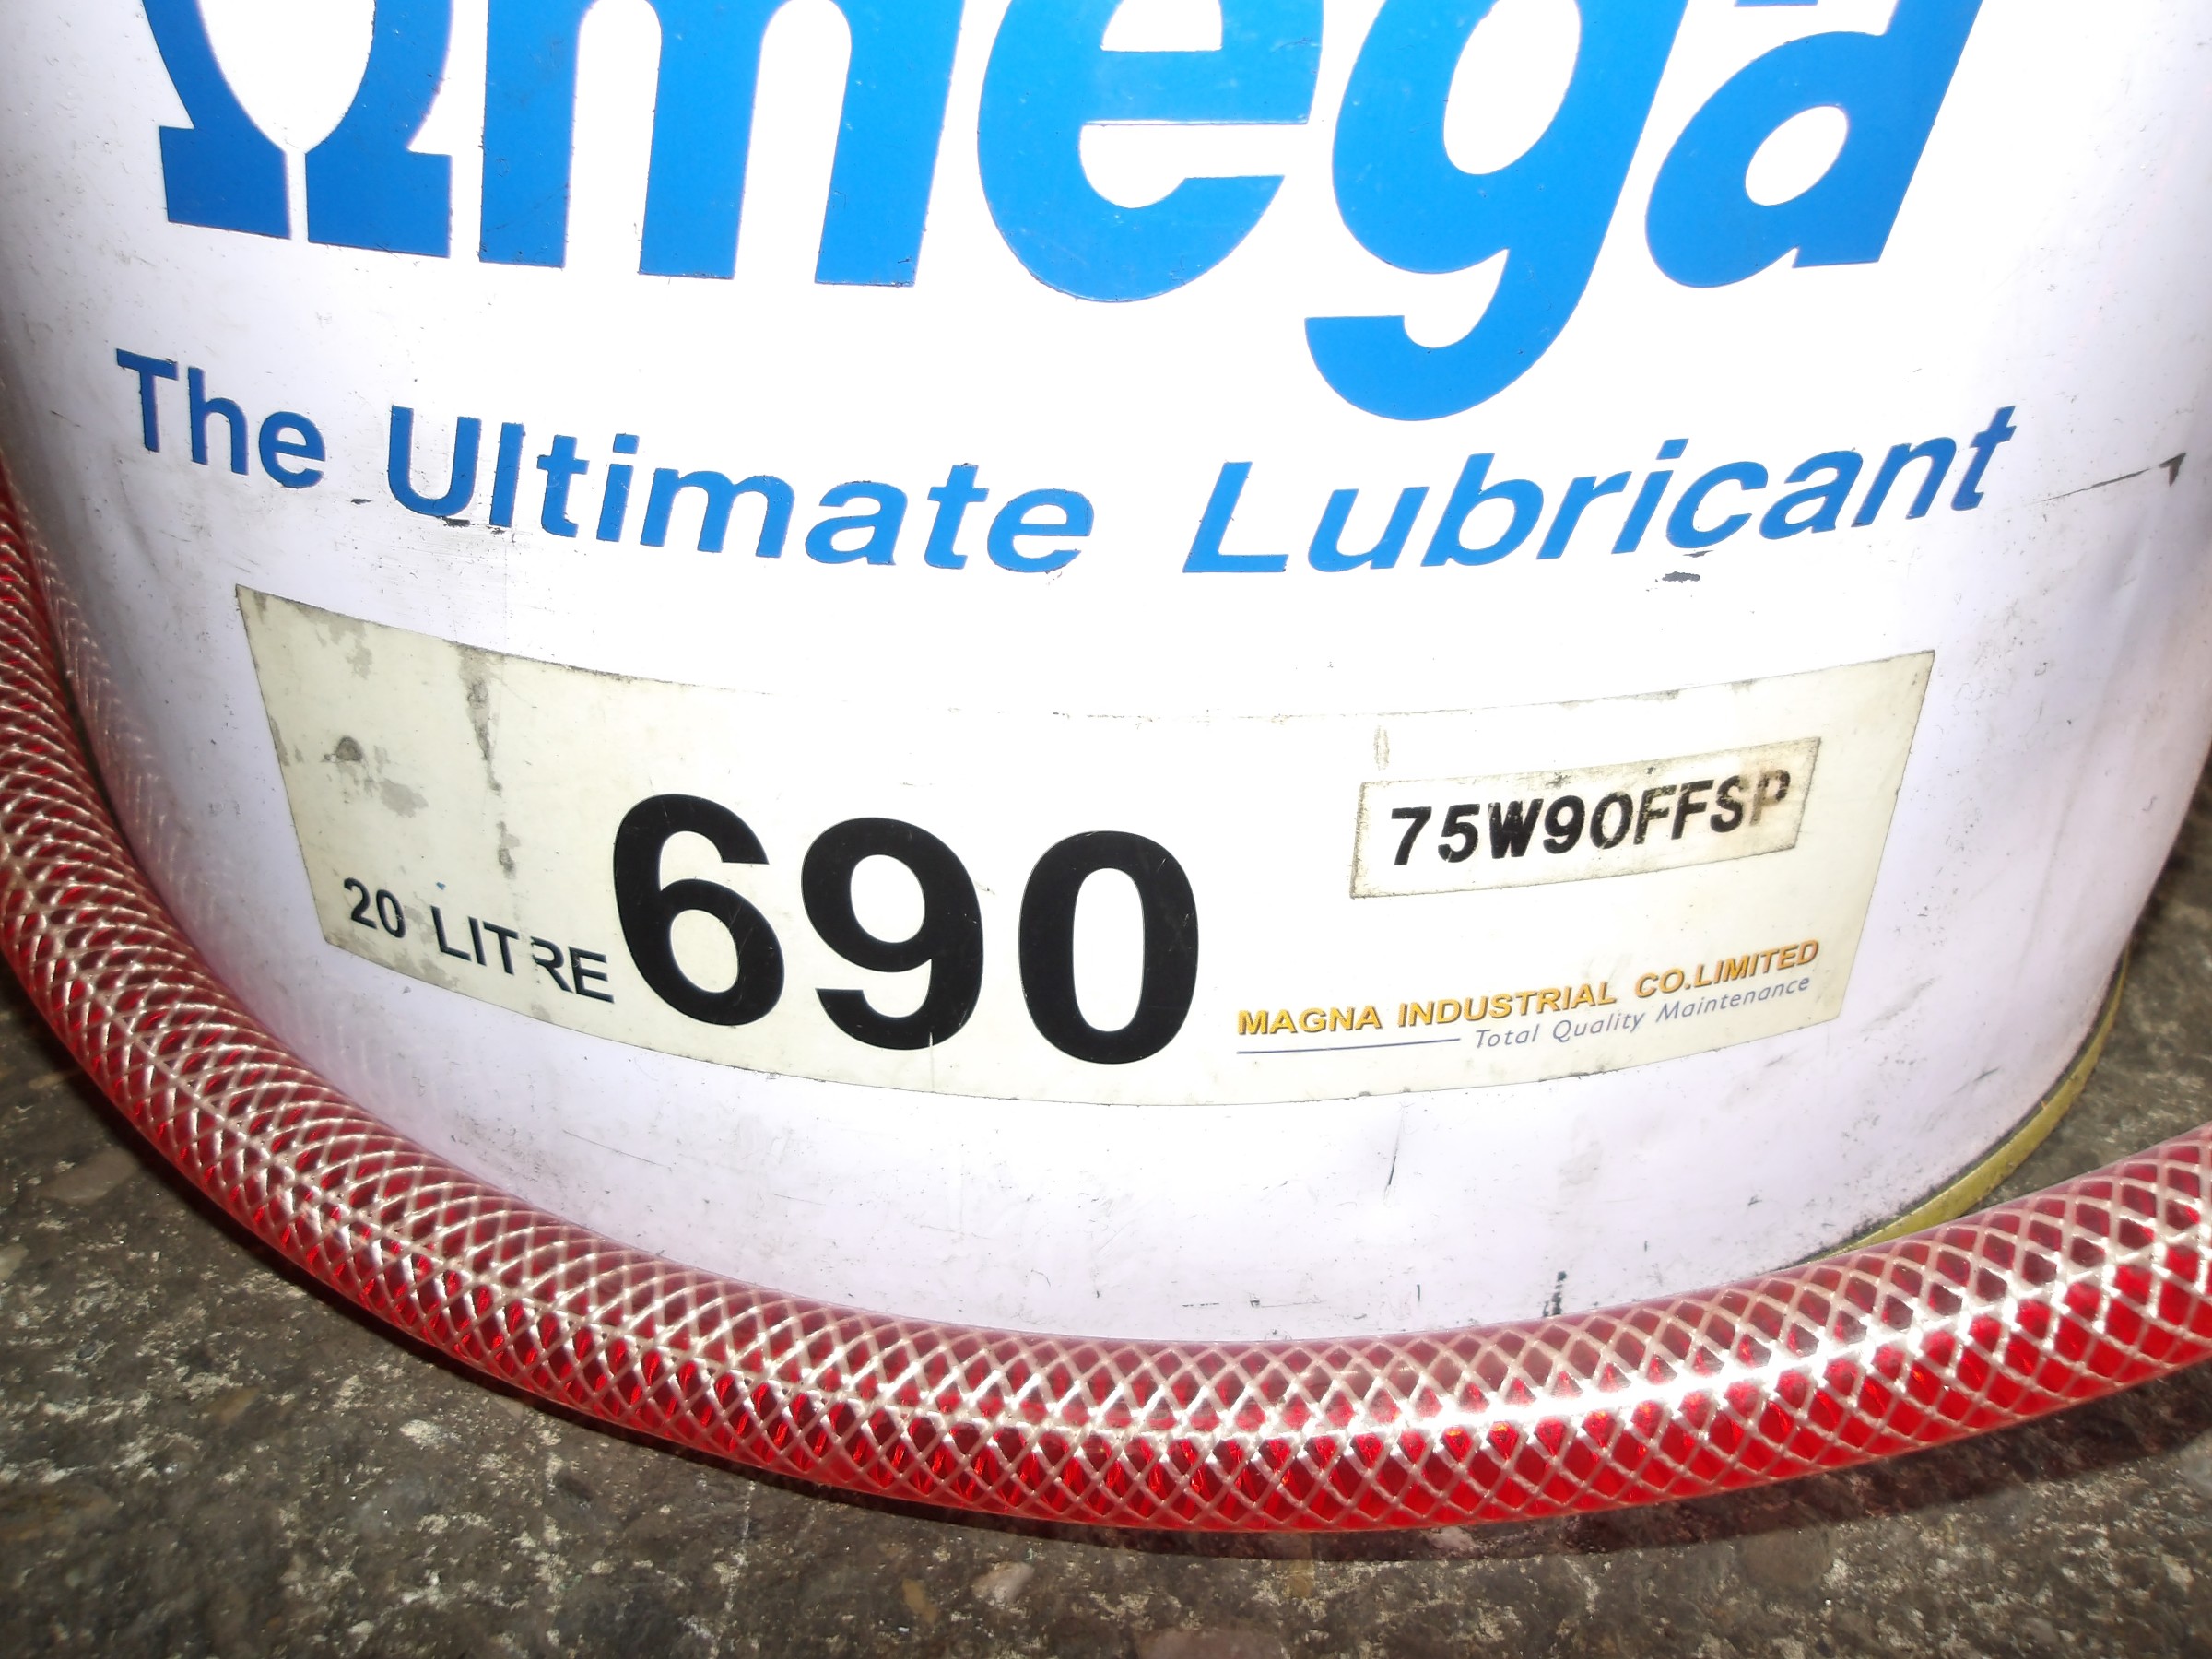 Ωmega
The Ultimate Lubricant
75W90FFSP
20 LITRE 690
MAGNA INDUSTRIAL CO.LIMITED
Total Quality Maintenance